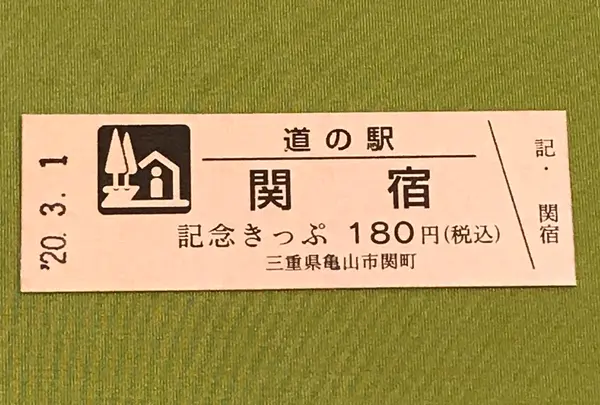 '20.3.1
道の駅
関宿
記念きっぷ 180円(税込)
三重県亀山市関町
記・関宿